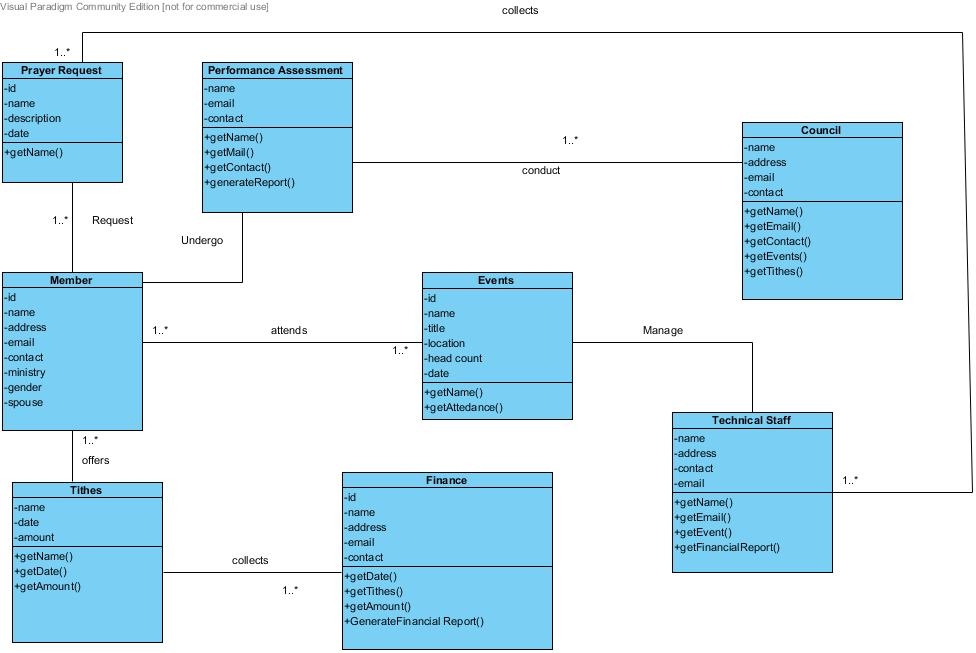 Visual Paradigm Community Edition [not for commercial use]
collects
1..*
Prayer Request
-id
-name
-description
-date
+getName()
Performance Assessment
-name
-email
-contact
+getName()
+getMail()
+getContact()
+generateReport()
1..*
conduct
Council
-name
-address
-email
-contact
+getName()
+getEmail()
+getContact()
+getEvents()
+getTithes()
1..*
Request
Undergo
Member
-id
-name
-address
-email
-contact
-ministry
-gender
-spouse
1..*
attends
1..*
Events
-id
-name
-title
-location
-head count
-date
+getName()
+getAttedance()
Manage
Technical Staff
-name
-address
-contact
-email
+getName()
+getEmail()
+getEvent()
+getFinancialReport()
1..*
1..*
offers
Tithes
-name
-date
-amount
+getName()
+getDate()
+getAmount()
collects
1..*
Finance
-id
-name
-address
-email
-contact
+getDate()
+getTithes()
+getAmount()
+GenerateFinancial Report()